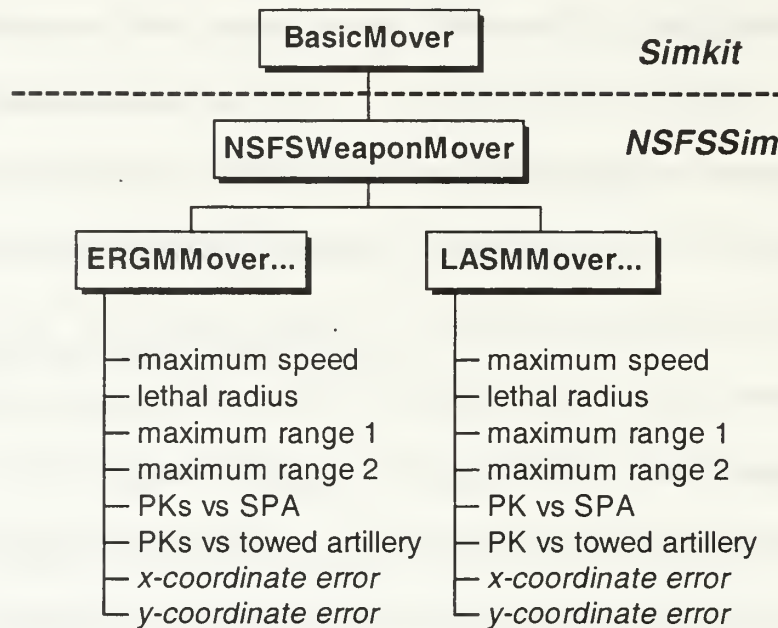 BasicMover
Simkit
NSFSWeaponMover
NSFSSim
ERGMMover...
LASMMover...
maximum speed
lethal radius
maximum range 1
maximum range 2
PKs vs SPA
PKs vs towed artillery
x-coordinate error
y-coordinate error
maximum speed
lethal radius
maximum range 1
maximum range 2
PK vs SPA
PK vs towed artillery
x-coordinate error
y-coordinate error